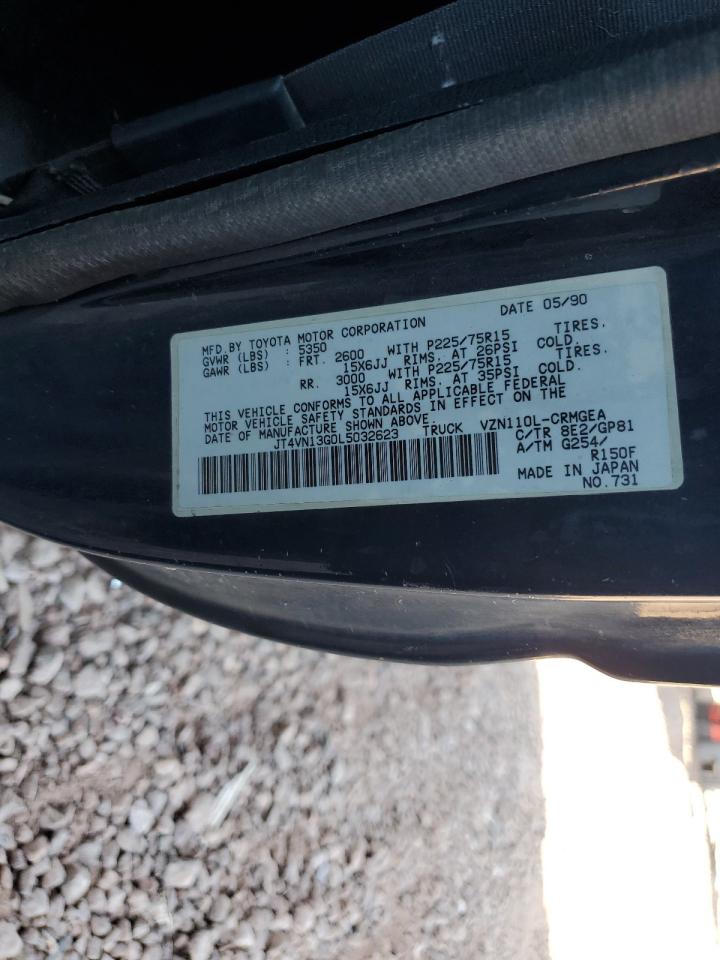 MFD.BY TOYOTA MOTOR CORPORATION DATE 05/90
GVWR (LBS) : 5350
GAWR (LBS) : FRT. 2600 WITH P225/75R15 TIRES.
15X6JJ RIMS. AT 26PSI COLD.
RR. 3000 WITH P225/75R15 TIRES.
15X6JJ RIMS. AT 35PSI COLD.
THIS VEHICLE CONFORMS TO ALL APPLICABLE FEDERAL
MOTOR VEHICLE SAFETY STANDARDS IN EFFECT ON THE
DATE OF MANUFACTURE SHOWN ABOVE.
JT4VN13G0L5032623 TRUCK VZN110L-CRMGEA
C/TR 8E2/GP81
A/TM G254/
R150F
MADE IN JAPAN
NO.731